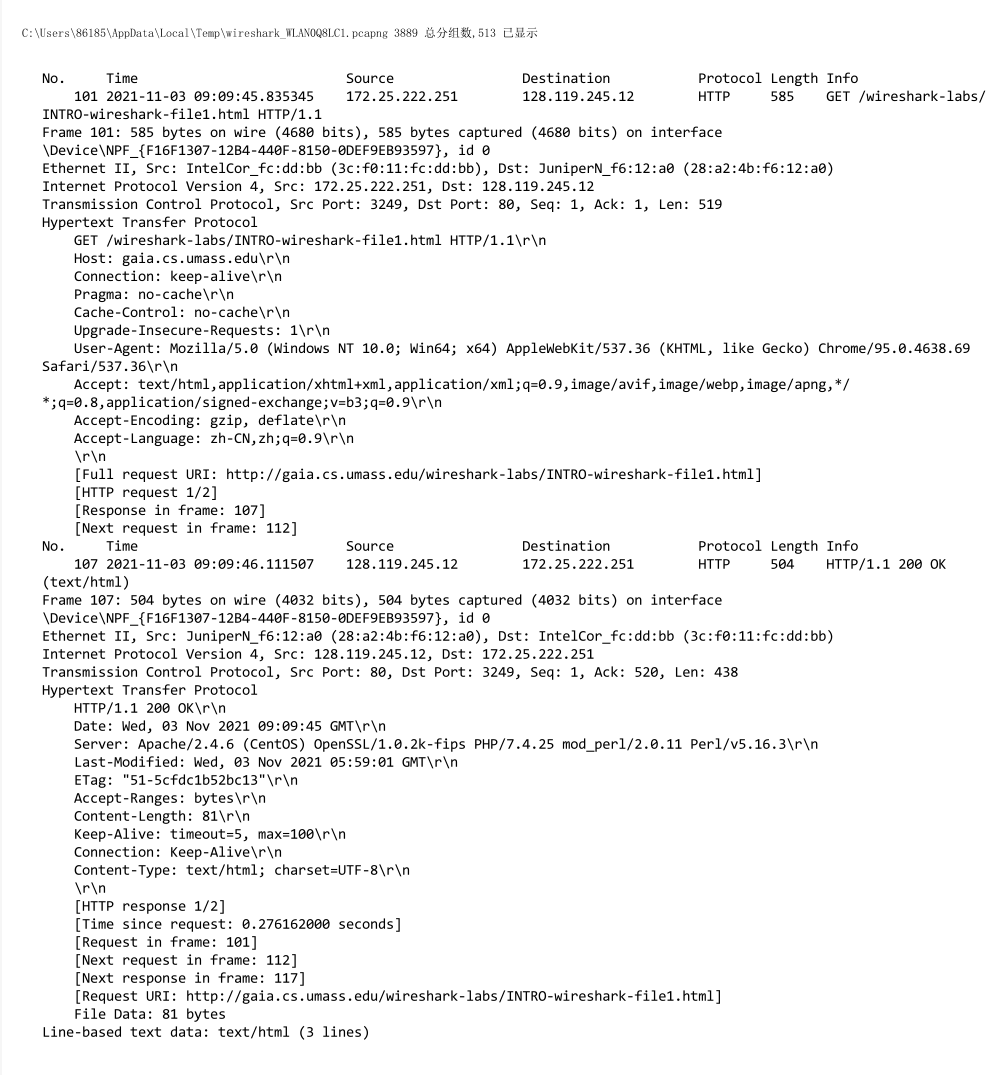 C:\Users\86185\AppData\Local\Temp\wireshark_WLAN0Q8LC1.pcapng 3889 总分组数,513 已显示
No. Time Source Destination Protocol Length Info
101 2021-11-03 09:09:45.835345 172.25.222.251 128.119.245.12 HTTP 585 GET /wireshark-labs/
INTRO-wireshark-file1.html HTTP/1.1
Frame 101: 585 bytes on wire (4680 bits), 585 bytes captured (4680 bits) on interface
\Device\NPF_{F16F1307-12B4-440F-8150-0DEF9EB93597}, id 0
Ethernet II, Src: IntelCor_fc:dd:bb (3c:f0:11:fc:dd:bb), Dst: JuniperN_f6:12:a0 (28:a2:4b:f6:12:a0)
Internet Protocol Version 4, Src: 172.25.222.251, Dst: 128.119.245.12
Transmission Control Protocol, Src Port: 3249, Dst Port: 80, Seq: 1, Ack: 1, Len: 519
Hypertext Transfer Protocol
GET /wireshark-labs/INTRO-wireshark-file1.html HTTP/1.1\r\n
Host: gaia.cs.umass.edu\r\n
Connection: keep-alive\r\n
Pragma: no-cache\r\n
Cache-Control: no-cache\r\n
Upgrade-Insecure-Requests: 1\r\n
User-Agent: Mozilla/5.0 (Windows NT 10.0; Win64; x64) AppleWebKit/537.36 (KHTML, like Gecko) Chrome/95.0.4638.69
Safari/537.36\r\n
Accept: text/html,application/xhtml+xml,application/xml;q=0.9,image/avif,image/webp,image/apng,*/
*;q=0.8,application/signed-exchange;v=b3;q=0.9\r\n
Accept-Encoding: gzip, deflate\r\n
Accept-Language: zh-CN,zh;q=0.9\r\n
\r\n
[Full request URI: http://gaia.cs.umass.edu/wireshark-labs/INTRO-wireshark-file1.html]
[HTTP request 1/2]
[Response in frame: 107]
[Next request in frame: 112]
No. Time Source Destination Protocol Length Info
107 2021-11-03 09:09:46.111507 128.119.245.12 172.25.222.251 HTTP 504 HTTP/1.1 200 OK
(text/html)
Frame 107: 504 bytes on wire (4032 bits), 504 bytes captured (4032 bits) on interface
\Device\NPF_{F16F1307-12B4-440F-8150-0DEF9EB93597}, id 0
Ethernet II, Src: JuniperN_f6:12:a0 (28:a2:4b:f6:12:a0), Dst: IntelCor_fc:dd:bb (3c:f0:11:fc:dd:bb)
Internet Protocol Version 4, Src: 128.119.245.12, Dst: 172.25.222.251
Transmission Control Protocol, Src Port: 80, Dst Port: 3249, Seq: 1, Ack: 520, Len: 438
Hypertext Transfer Protocol
HTTP/1.1 200 OK\r\n
Date: Wed, 03 Nov 2021 09:09:45 GMT\r\n
Server: Apache/2.4.6 (CentOS) OpenSSL/1.0.2k-fips PHP/7.4.25 mod_perl/2.0.11 Perl/v5.16.3\r\n
Last-Modified: Wed, 03 Nov 2021 05:59:01 GMT\r\n
ETag: "51-5cfdc1b52bc13"\r\n
Accept-Ranges: bytes\r\n
Content-Length: 81\r\n
Keep-Alive: timeout=5, max=100\r\n
Connection: Keep-Alive\r\n
Content-Type: text/html; charset=UTF-8\r\n
\r\n
[HTTP response 1/2]
[Time since request: 0.276162000 seconds]
[Request in frame: 101]
[Next request in frame: 112]
[Next response in frame: 117]
[Request URI: http://gaia.cs.umass.edu/wireshark-labs/INTRO-wireshark-file1.html]
File Data: 81 bytes
Line-based text data: text/html (3 lines)